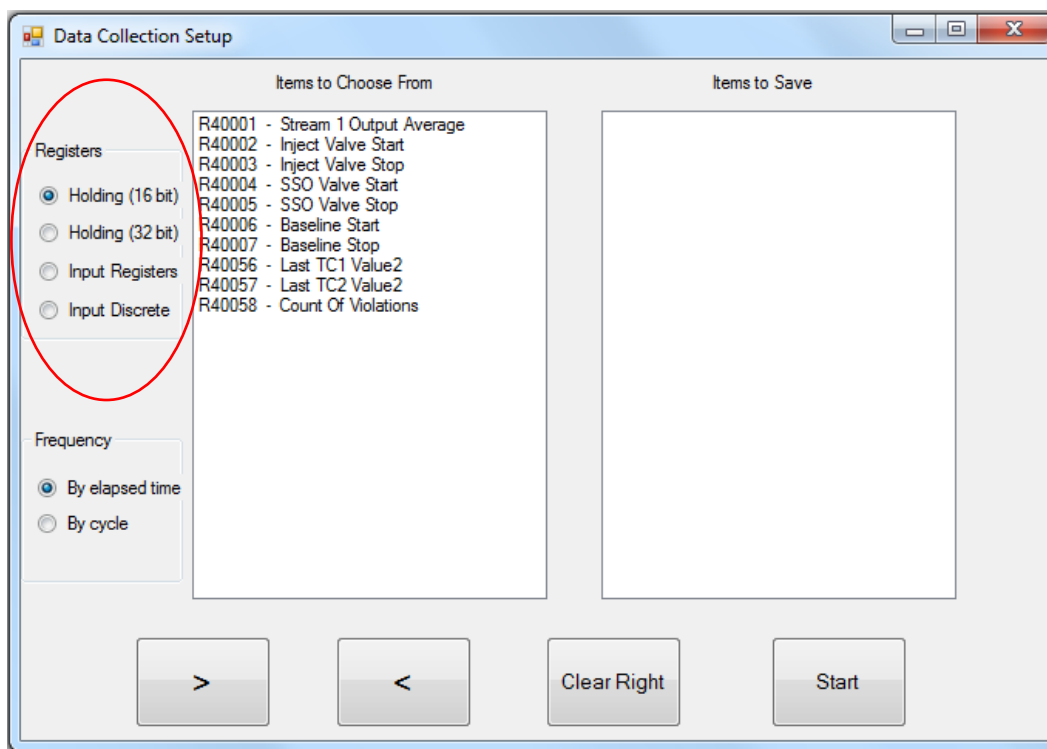 Data Collection Setup
X
Items to Choose From
Items to Save
Registers
Holding (16 bit)
Holding (32 bit)
Input Registers
Input Discrete
R40001 - Stream 1 Output Average
R40002 - Inject Valve Start
R40003 - Inject Valve Stop
R40004 - SSO Valve Start
R40005 - SSO Valve Stop
R40006 - Baseline Start
R40007 - Baseline Stop
R40056 - Last TC1 Value2
R40057 - Last TC2 Value2
R40058 - Count Of Violations
Frequency
By elapsed time
By cycle
>
<
Clear Right
Start